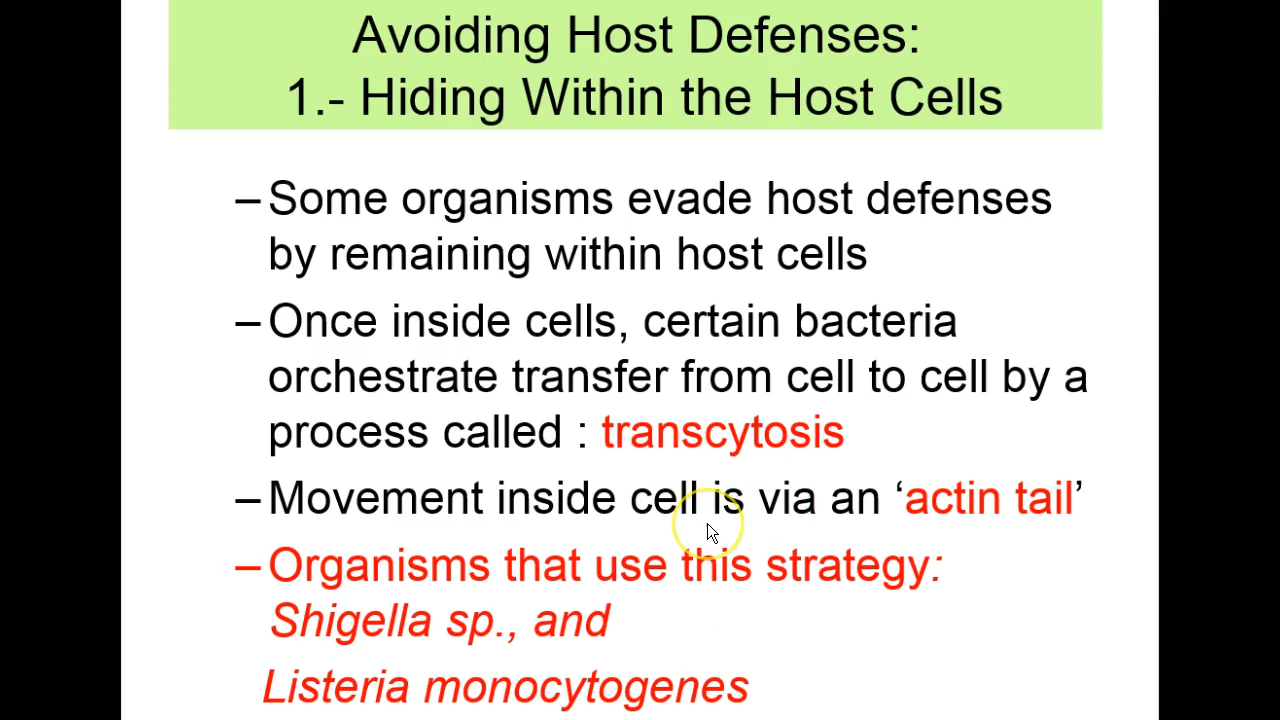 Avoiding Host Defenses:
1.- Hiding Within the Host Cells
–Some organisms evade host defenses
by remaining within host cells
–Once inside cells, certain bacteria
orchestrate transfer from cell to cell by a
process called : transcytosis
–Movement inside cell is via an ‘actin tail’
–Organisms that use this strategy:
Shigella sp., and
Listeria monocytogenes